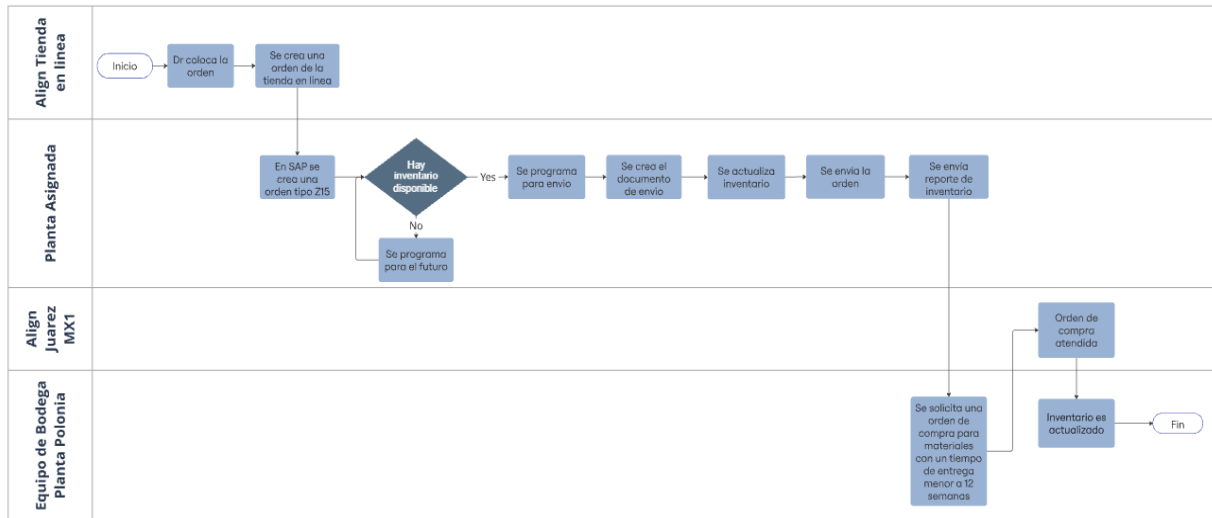 Align Tienda
en linea
Inicio
Dr coloca la
orden
Se crea una
orden de la
tienda en línea
Planta Asignada
En SAP se
crea una
orden tipo Z15
Hay
inventario
disponible
Yes
No
Se programa
para el futuro
Se programa
para envio
Se crea el
documento
de envio
Se actualiza
inventario
Se envía la
orden
Se envía
reporte de
inventario
Align
Juarez
MX1
Orden de
compra
atendida
Equipo de Bodega
Planta Polonia
Se solicita una
orden de
compra para
materiales
con un tiempo
de entrega
menor a 12
semanas
Inventario es
actualizado
Fin